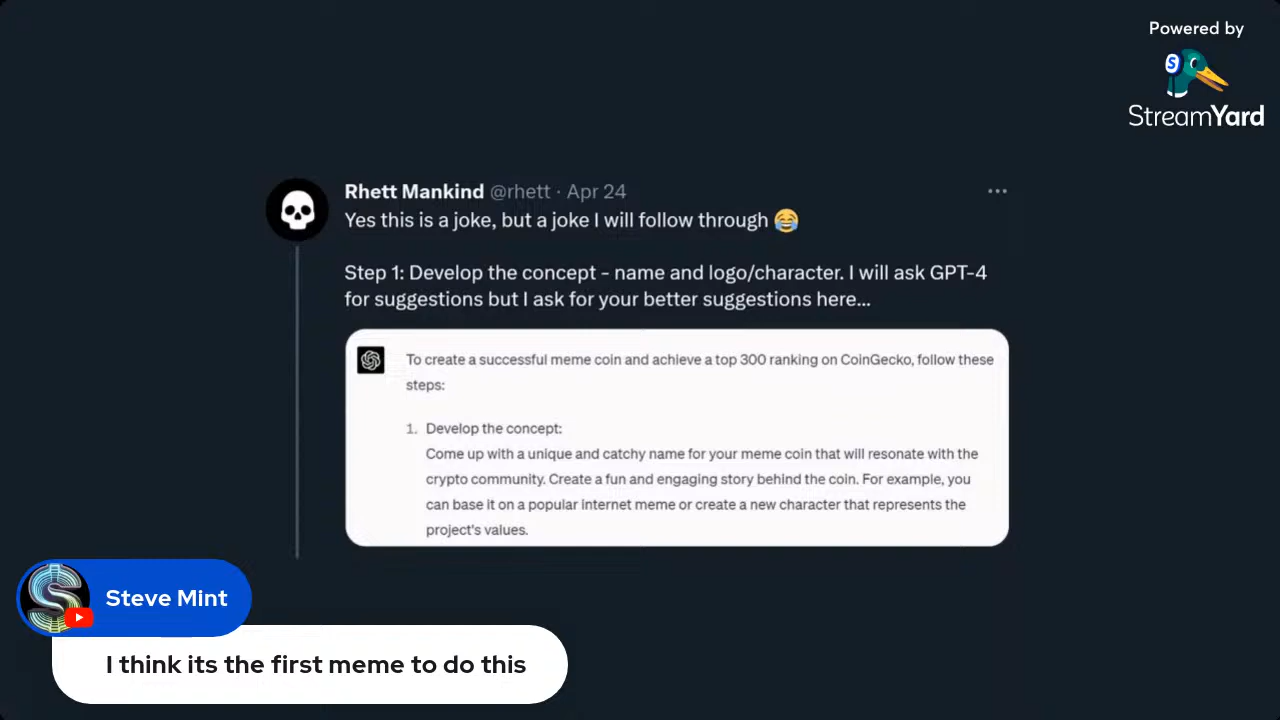 Powered by
StreamYard
Rhett Mankind @rhett · Apr 24
Yes this is a joke, but a joke I will follow through 😂
Step 1: Develop the concept - name and logo/character. I will ask GPT-4
for suggestions but I ask for your better suggestions here...
To create a successful meme coin and achieve a top 300 ranking on CoinGecko, follow these
steps:
1. Develop the concept:
Come up with a unique and catchy name for your meme coin that will resonate with the
crypto community. Create a fun and engaging story behind the coin. For example, you
can base it on a popular internet meme or create a new character that represents the
project's values.
Steve Mint
I think its the first meme to do this